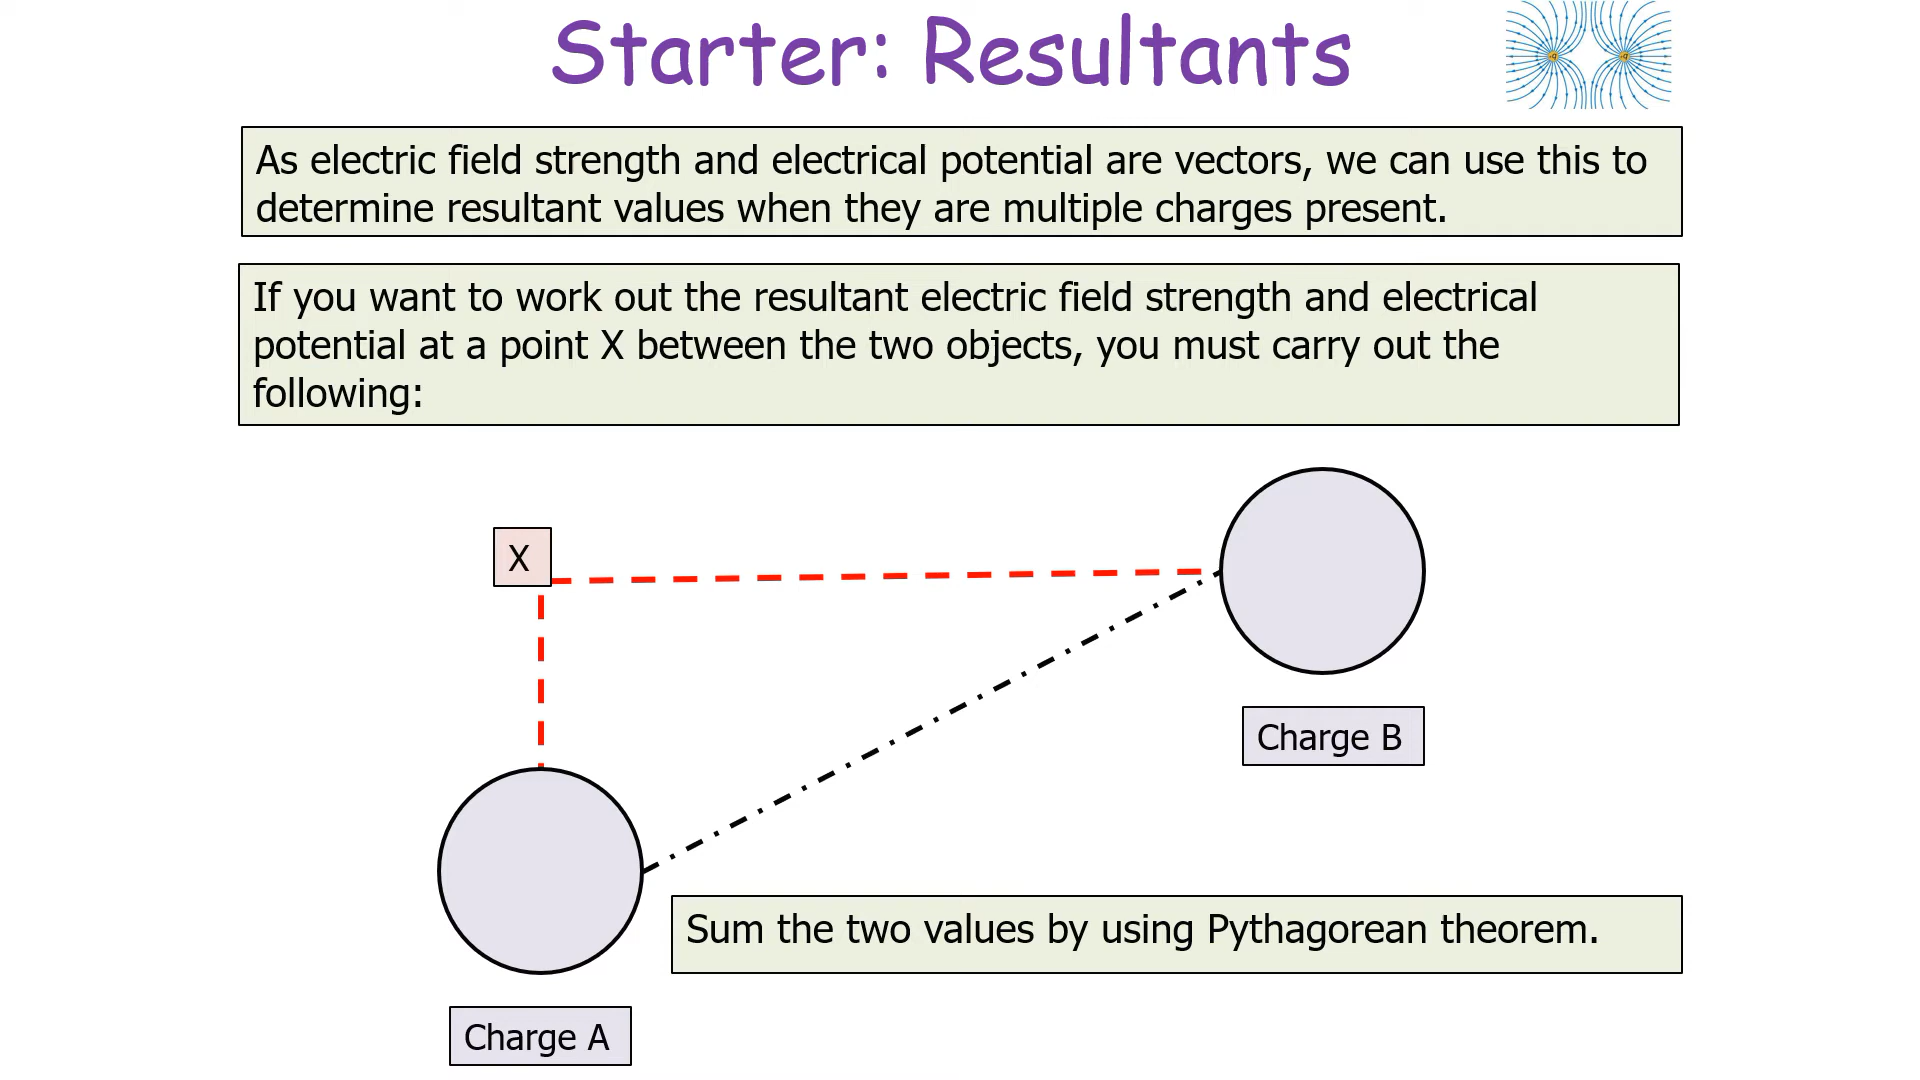 Starter: Resultants
As electric field strength and electrical potential are vectors, we can use this to
determine resultant values when they are multiple charges present.
If you want to work out the resultant electric field strength and electrical
potential at a point X between the two objects, you must carry out the
following:
X
Charge B
Sum the two values by using Pythagorean theorem.
Charge A